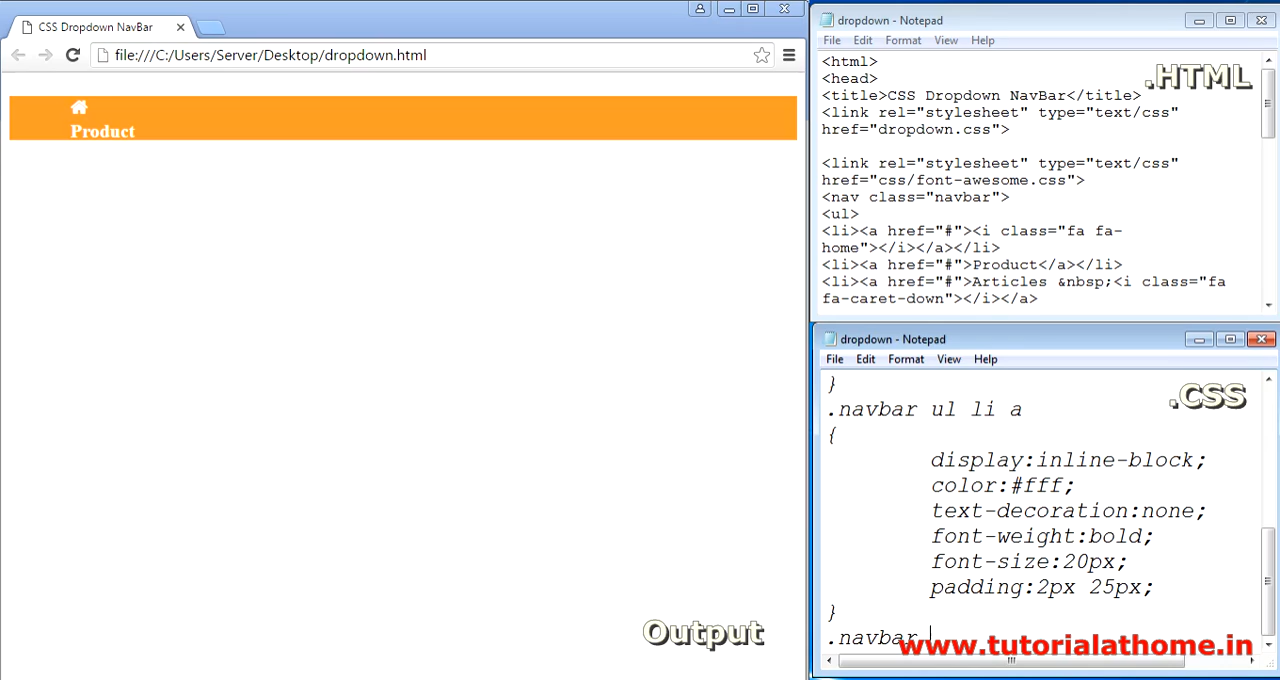 CSS Dropdown NavBar
file:///C:/Users/Server/Desktop/dropdown.html
Product
Output
dropdown - Notepad
File Edit Format View Help
.HTML
<html>
<head>
<title>CSS Dropdown NavBar</title>
<link rel="stylesheet" type="text/css"
href="dropdown.css">
<link rel="stylesheet" type="text/css"
href="css/font-awesome.css">
<nav class="navbar">
<ul>
<li><a href="#"><i class="fa fa-
home"></i></a></li>
<li><a href="#">Product</a></li>
<li><a href="#">Articles &nbsp;<i class="fa
fa-caret-down"></i></a>
dropdown - Notepad
File Edit Format View Help
.CSS
}
.navbar ul li a
{
display:inline-block;
color:#fff;
text-decoration:none;
font-weight:bold;
font-size:20px;
padding:2px 25px;
}
.navbar
www.tutorialathome.in